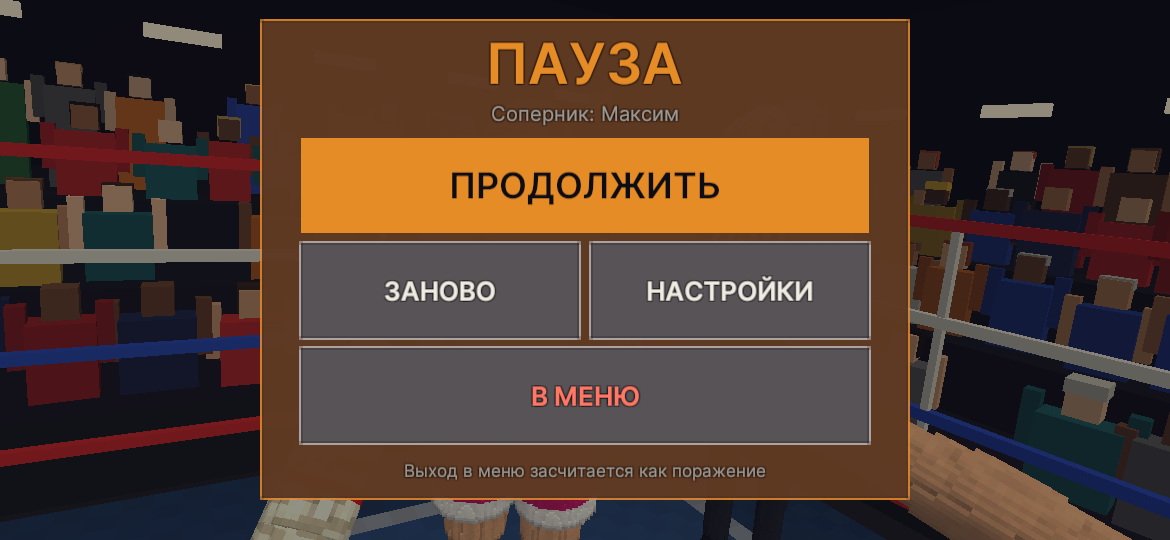 ПАУЗА
Соперник: Максим
ПРОДОЛЖИТЬ
ЗАНОВО
НАСТРОЙКИ
В МЕНЮ
Выход в меню засчитается как поражение